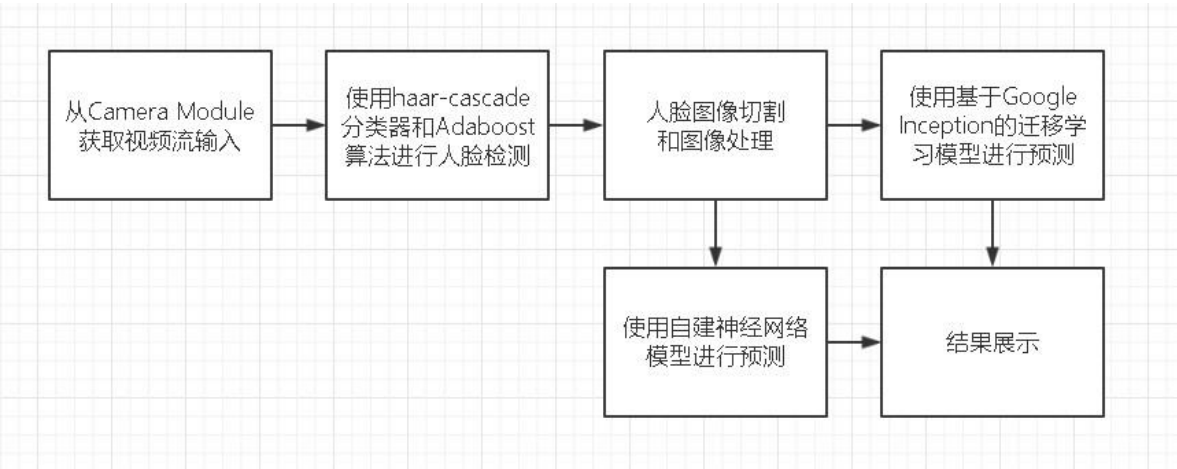 从Camera Module
获取视频流输入
使用haar-cascade
分类器和Adaboost
算法进行人脸检测
人脸图像切割
和图像处理
使用基于Google
Inception的迁移学
习模型进行预测
使用自建神经网络
模型进行预测
结果展示